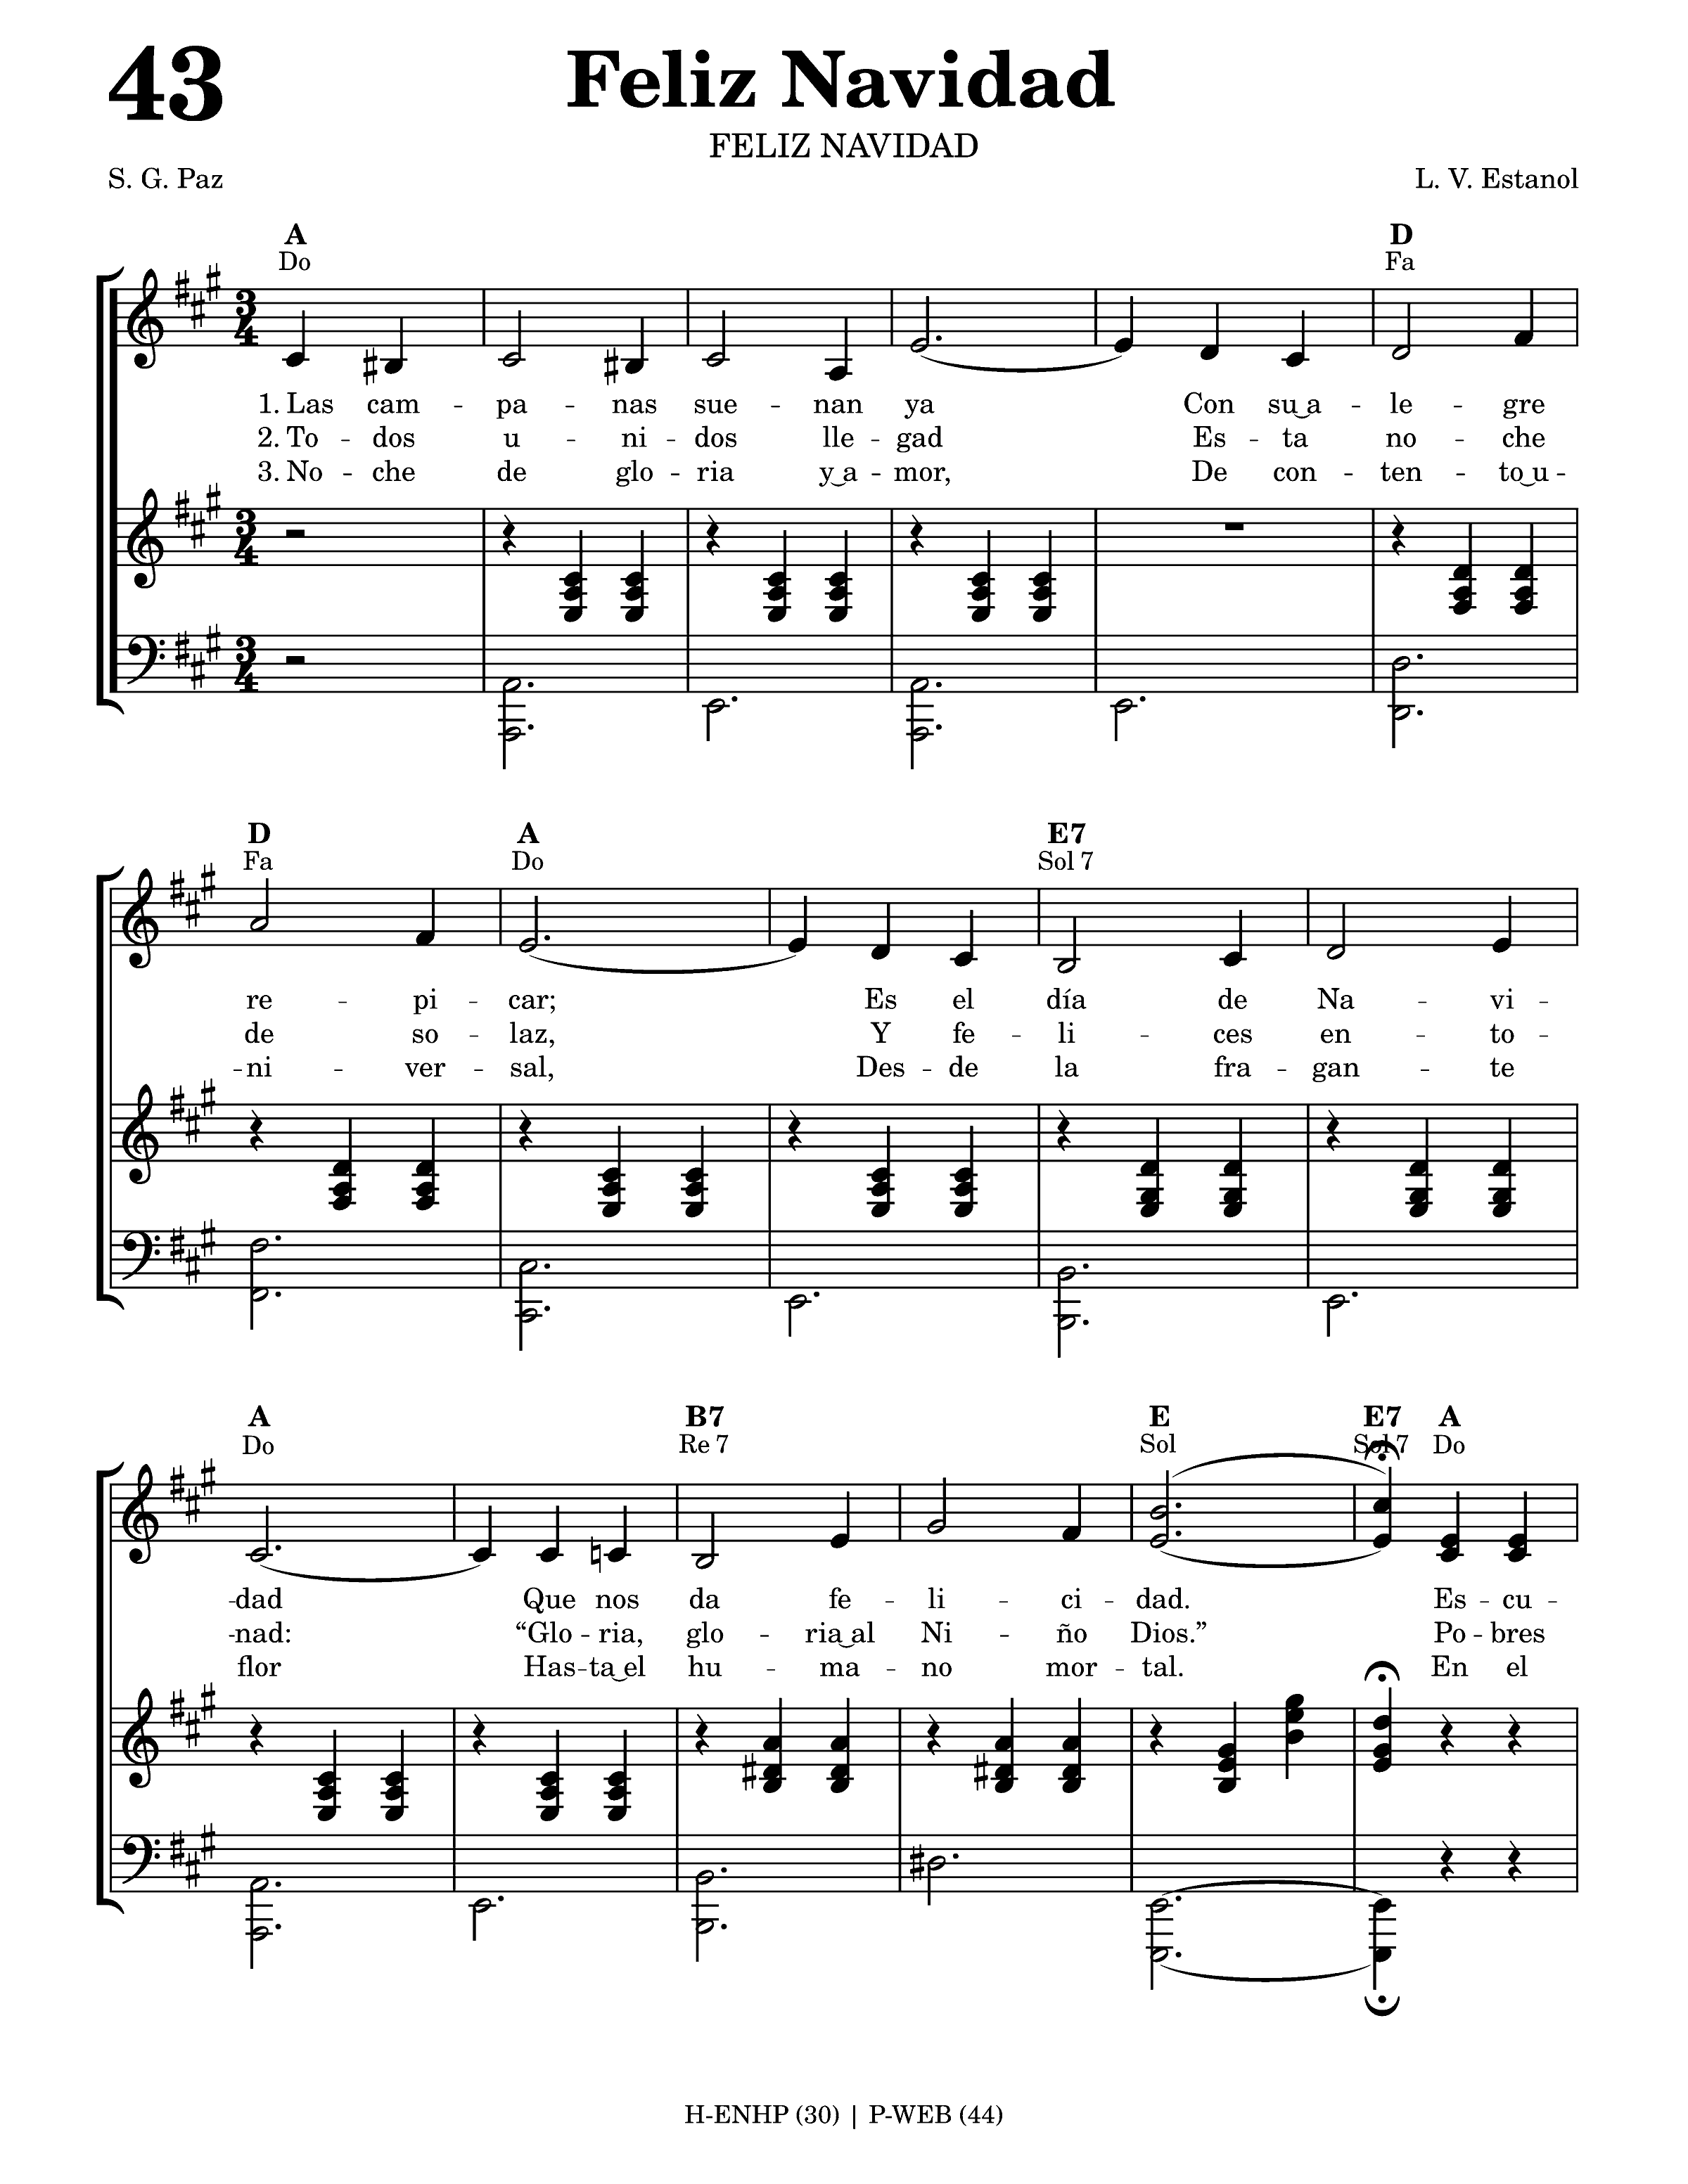 43
Feliz Navidad
FELIZ NAVIDAD
S. G. Paz
L. V. Estanol
A D
Do Fa
1. Las cam - pa - nas sue - nan ya Con su‿a - le - gre
2. To - dos u - ni - dos lle - gad Es - ta no - che
3. No - che de glo - ria y‿a - mor, De con - ten - to‿u -
D A E7
Fa Do Sol 7
re - pi - car; Es el día de Na - vi -
de so - laz, Y fe - li - ces en - to -
- ni - ver - sal, Des - de la fra - gan - te
A B7 E E7 A
Do Re 7 Sol Sol 7 Do
- dad Que nos da fe - li - ci - dad. Es - cu -
- nad: “Glo - ria, glo - ria‿al Ni - ño Dios.” Po - bres
flor Has - ta‿el hu - ma - no mor - tal. En el
H-ENHP (30) | P-WEB (44)